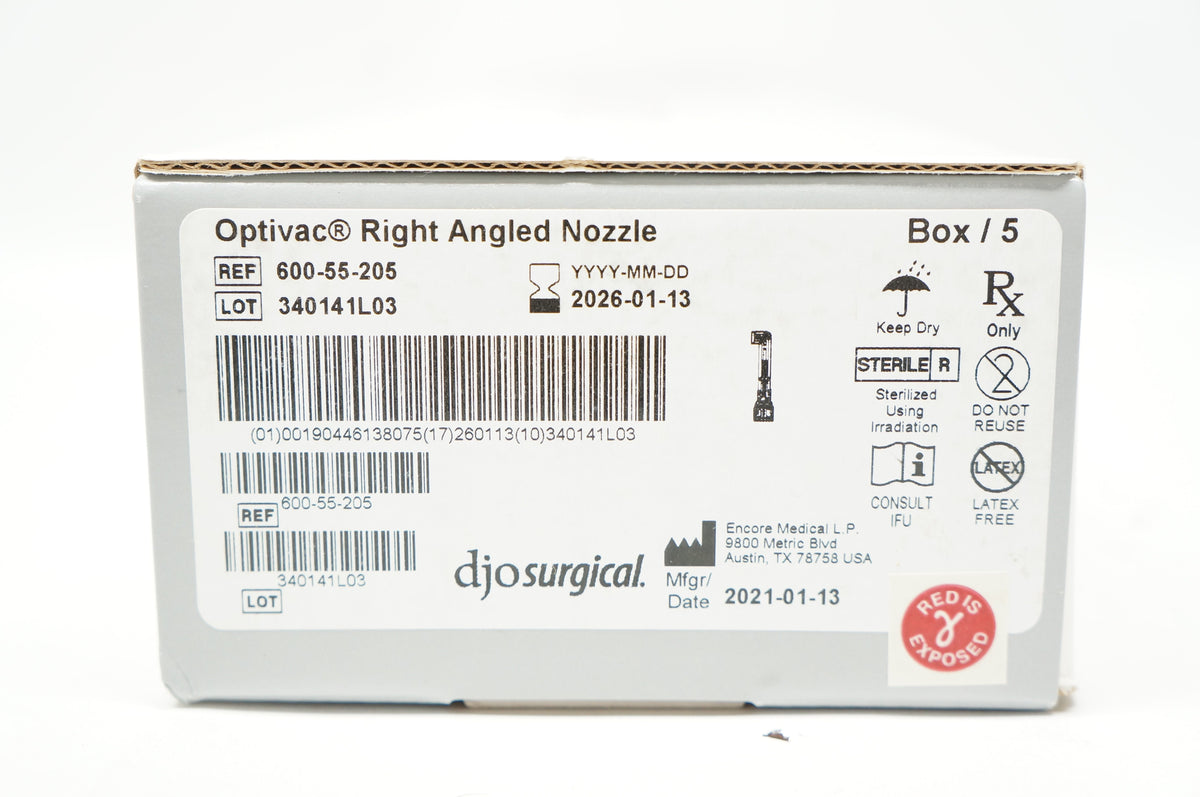 Optivac® Right Angled Nozzle
Box / 5
REF 600-55-205
LOT 340141L03
YYYY-MM-DD
2026-01-13
Keep Dry
Rx
Only
(01)00190446138075(17)260113(10)340141L03
STERILE R
Sterilized
Using
Irradiation
2
DO NOT
REUSE
600-55-205
REF
i
CONSULT
IFU
LATEX
LATEX
FREE
340141L03
LOT
djosurgical.
Encore Medical L.P.
9800 Metric Blvd
Austin, TX 78758 USA
Mfgr/
Date 2021-01-13
RED IS
γ
EXPOSED